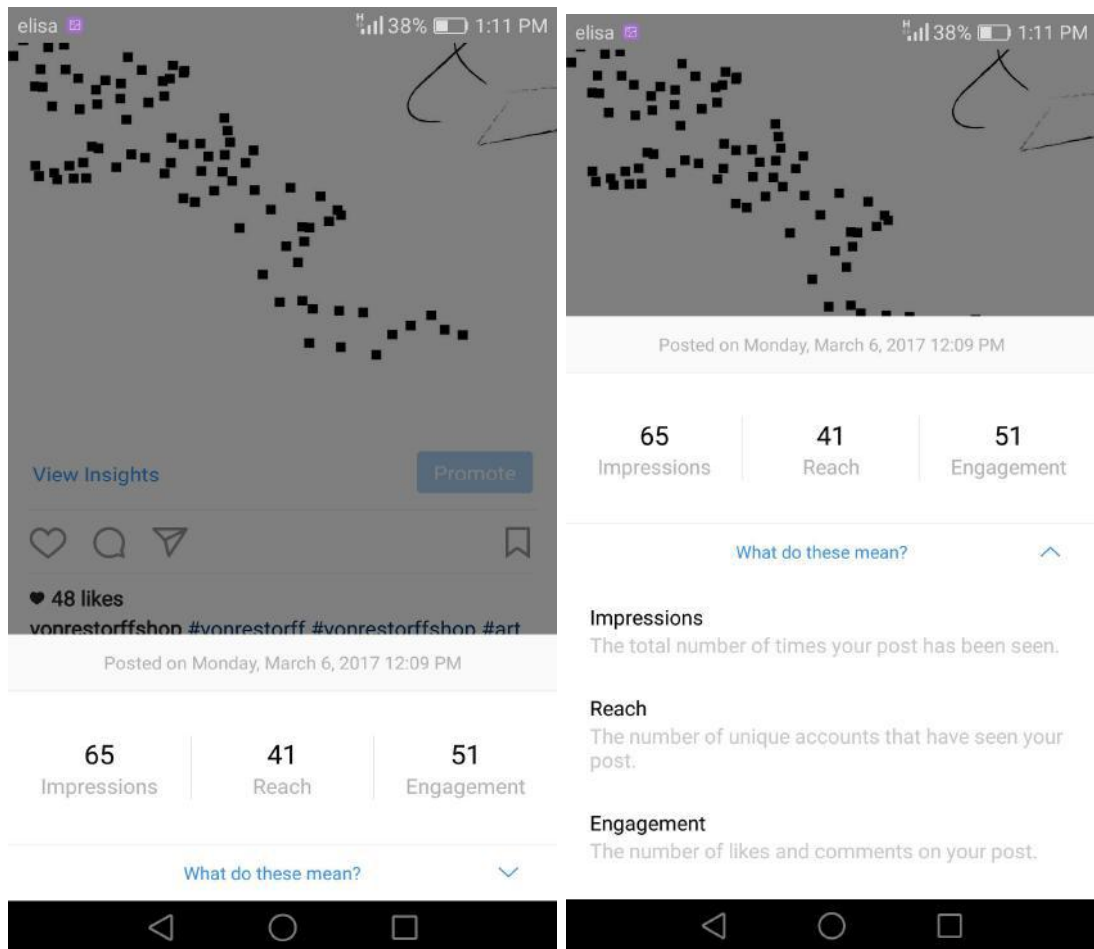 elisa
H 38% 1:11 PM
View Insights
Promote
48 likes
vonrestorffshop #vonrestorff #vonrestorffshop #art
Posted on Monday, March 6, 2017 12:09 PM
65
41
51
Impressions
Reach
Engagement
What do these mean?
elisa
H 38% 1:11 PM
Posted on Monday, March 6, 2017 12:09 PM
65
41
51
Impressions
Reach
Engagement
What do these mean?
Impressions
The total number of times your post has been seen.
Reach
The number of unique accounts that have seen your
post.
Engagement
The number of likes and comments on your post.